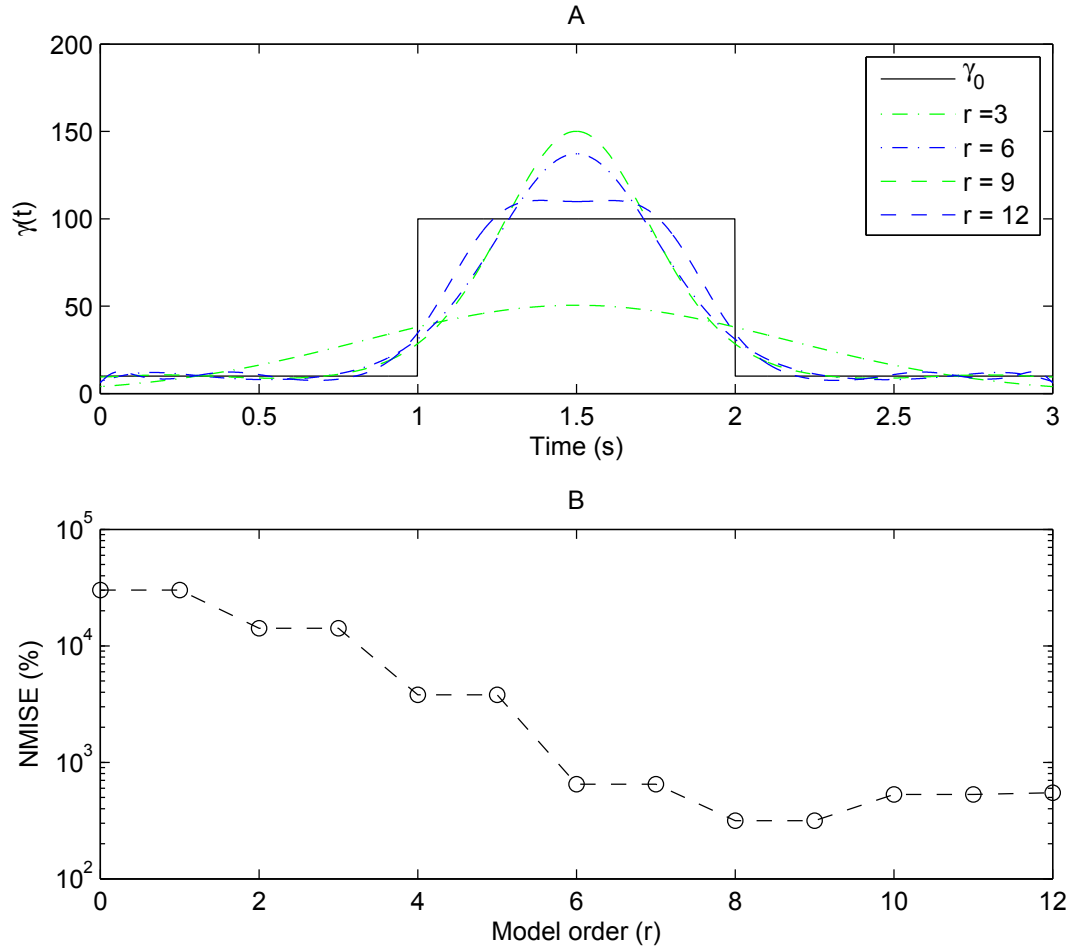 A
γ(t)
200
150
100
50
0
0 0.5 1 1.5 2 2.5 3
Time (s)
γ0
r =3
r = 6
r = 9
r = 12
B
NMISE (%)
10^5
10^4
10^3
10^2
0 2 4 6 8 10 12
Model order (r)